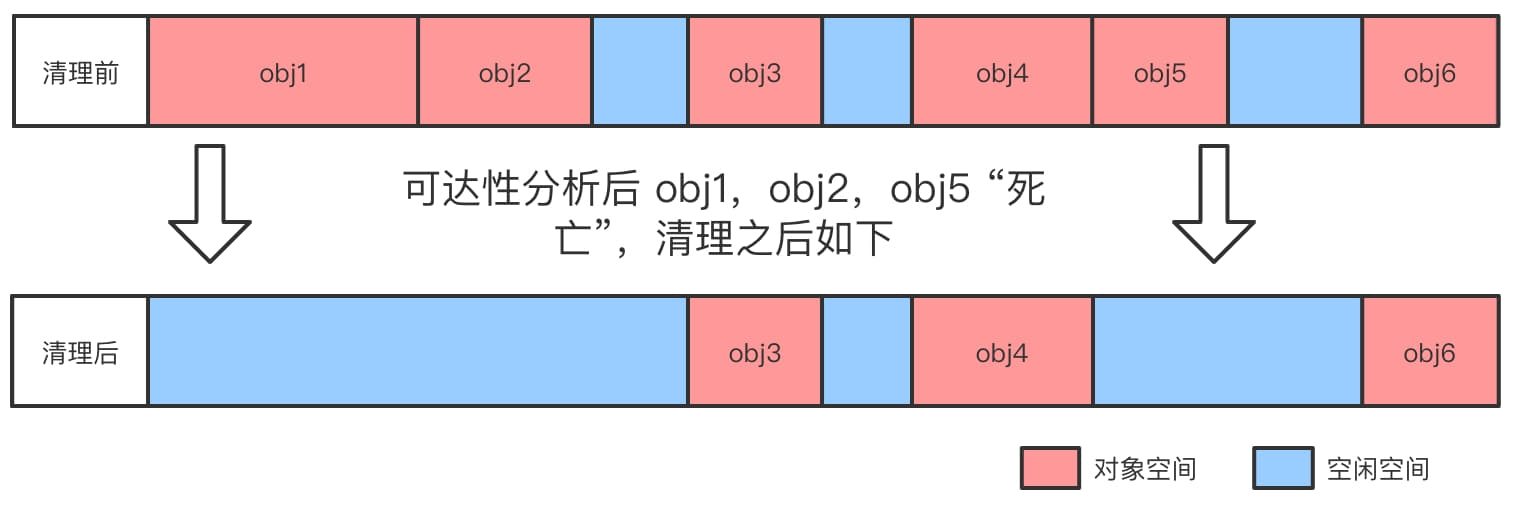 清理前 obj1 obj2 obj3 obj4 obj5 obj6
可达性分析后 obj1，obj2，obj5 “死
亡”，清理之后如下
清理后 obj3 obj4 obj6
对象空间 空闲空间